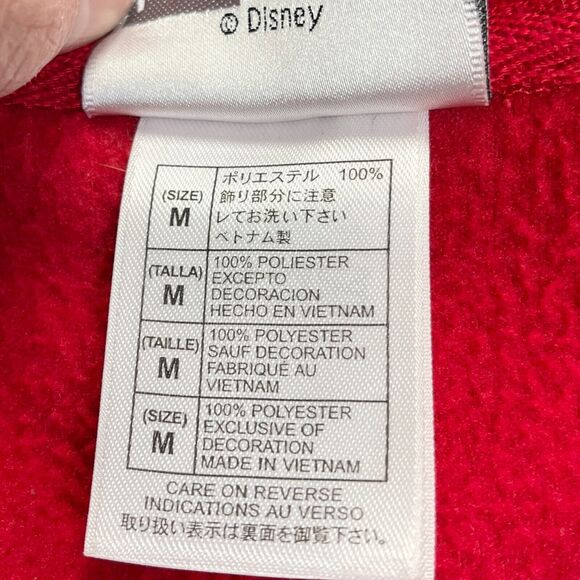 © Disney
(SIZE) M
ポリエステル 100%
飾り部分に注意
レてお洗い下さい
ベトナム製
(TALLA) M
100% POLIESTER
EXCEPTO
DECORACION
HECHO EN VIETNAM
(TAILLE) M
100% POLYESTER
SAUF DECORATION
FABRIQUÉ AU
VIETNAM
(SIZE) M
100% POLYESTER
EXCLUSIVE OF
DECORATION
MADE IN VIETNAM
CARE ON REVERSE
INDICATIONS AU VERSO
取り扱い表示は裏面を御覧下さい。